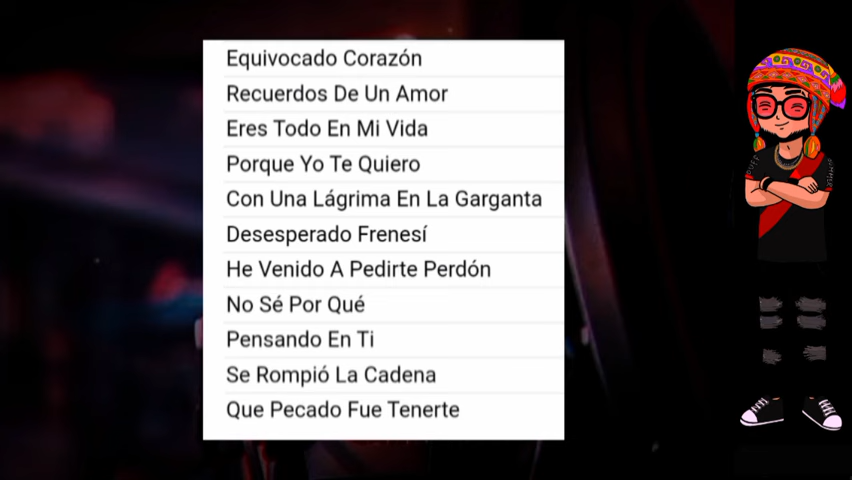 Equivocado Corazón
Recuerdos De Un Amor
Eres Todo En Mi Vida
Porque Yo Te Quiero
Con Una Lágrima En La Garganta
Desesperado Frenesí
He Venido A Pedirte Perdón
No Sé Por Qué
Pensando En Ti
Se Rompió La Cadena
Que Pecado Fue Tenerte